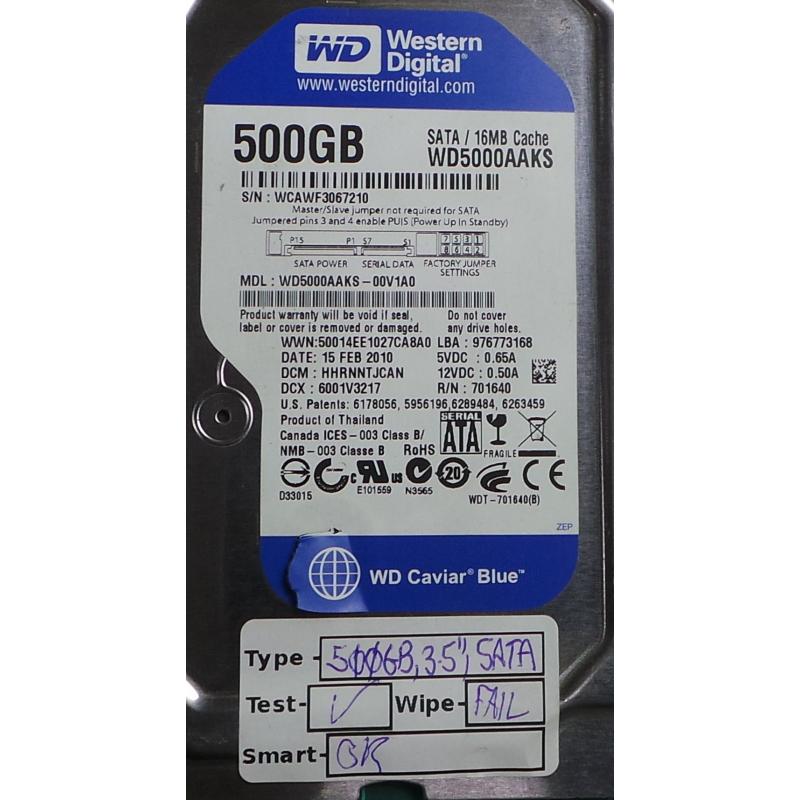 WD Western Digital®
www.westerndigital.com
500GB
SATA / 16MB Cache
WD5000AAKS
S/N : WCAWF3067210
Master/Slave jumper not required for SATA
Jumpered pins 3 and 4 enable PUIS (Power Up In Standby)
P15 P1 S7 S1 7 5 3 1
8 6 4 2
SATA POWER SERIAL DATA FACTORY JUMPER SETTINGS
MDL : WD5000AAKS-00V1A0
Product warranty will be void if seal,
label or cover is removed or damaged.
Do not cover
any drive holes.
WWN:50014EE1027CA8A0 LBA : 976773168
DATE: 15 FEB 2010 5VDC : 0.65A
DCM : HHRNNTJCAN 12VDC : 0.50A
DCX : 6001V3217 R/N : 701640
U.S. Patents: 6178056, 5956196,6289484, 6263459
Product of Thailand
Canada ICES-003 Class B/
NMB-003 Classe B RoHS
SERIAL ATA
FRAGILE
D33015
c RU us
E101559
N3565
20
CE
WDT-701640(B)
ZEP
WD Caviar® Blue™
Type - 500GB, 3.5", SATA
Test- ✓ Wipe- FAIL
Smart- OK